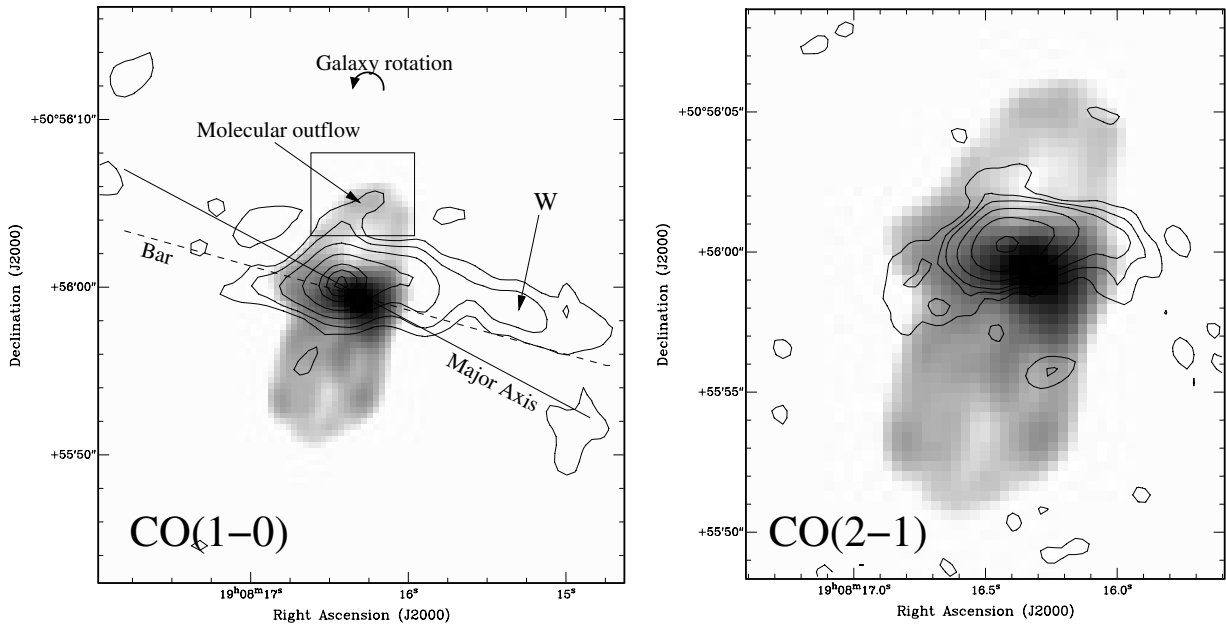 Galaxy rotation
Molecular outflow
W
Bar
Major Axis
CO(1−0)
+50°56′10″
+56′00″
+55′50″
Declination (J2000)
19ʰ08ᵐ17ˢ
16ˢ
15ˢ
Right Ascension (J2000)
CO(2−1)
+50°56′05″
+56′00″
+55′55″
+55′50″
Declination (J2000)
19ʰ08ᵐ17.0ˢ
16.5ˢ
16.0ˢ
Right Ascension (J2000)